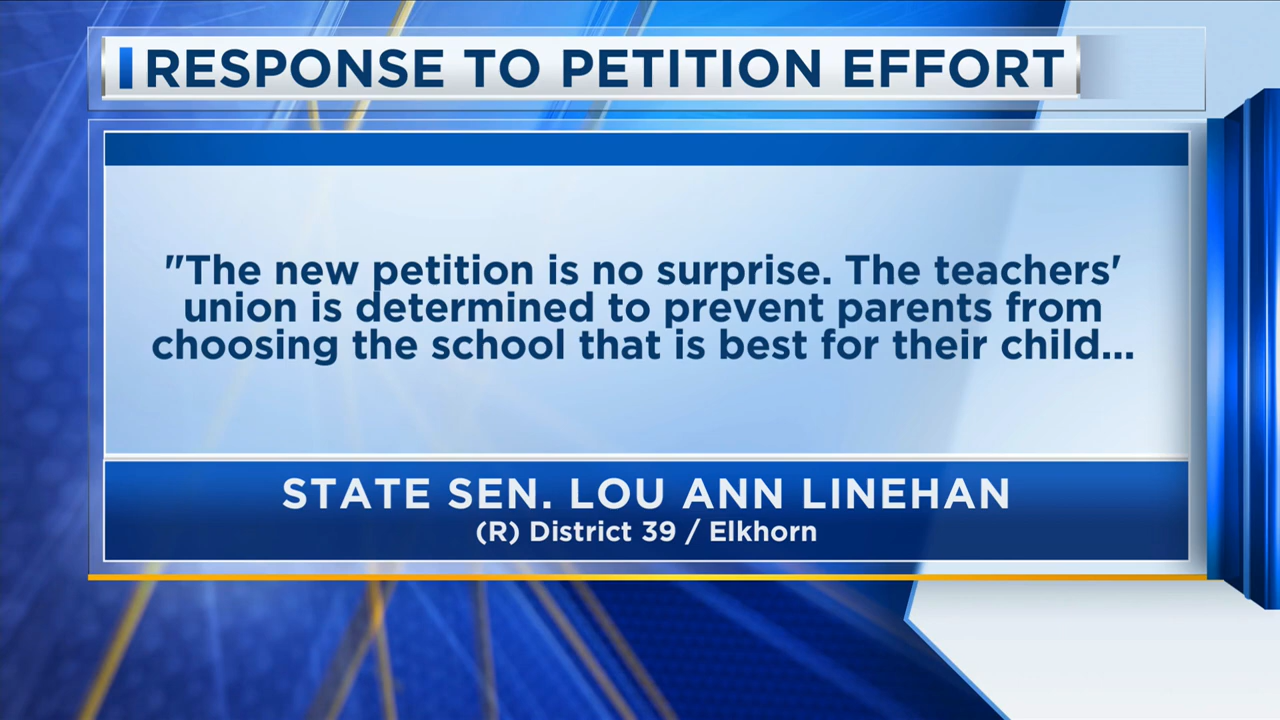 RESPONSE TO PETITION EFFORT
"The new petition is no surprise. The teachers'
union is determined to prevent parents from
choosing the school that is best for their child...
STATE SEN. LOU ANN LINEHAN
(R) District 39 / Elkhorn